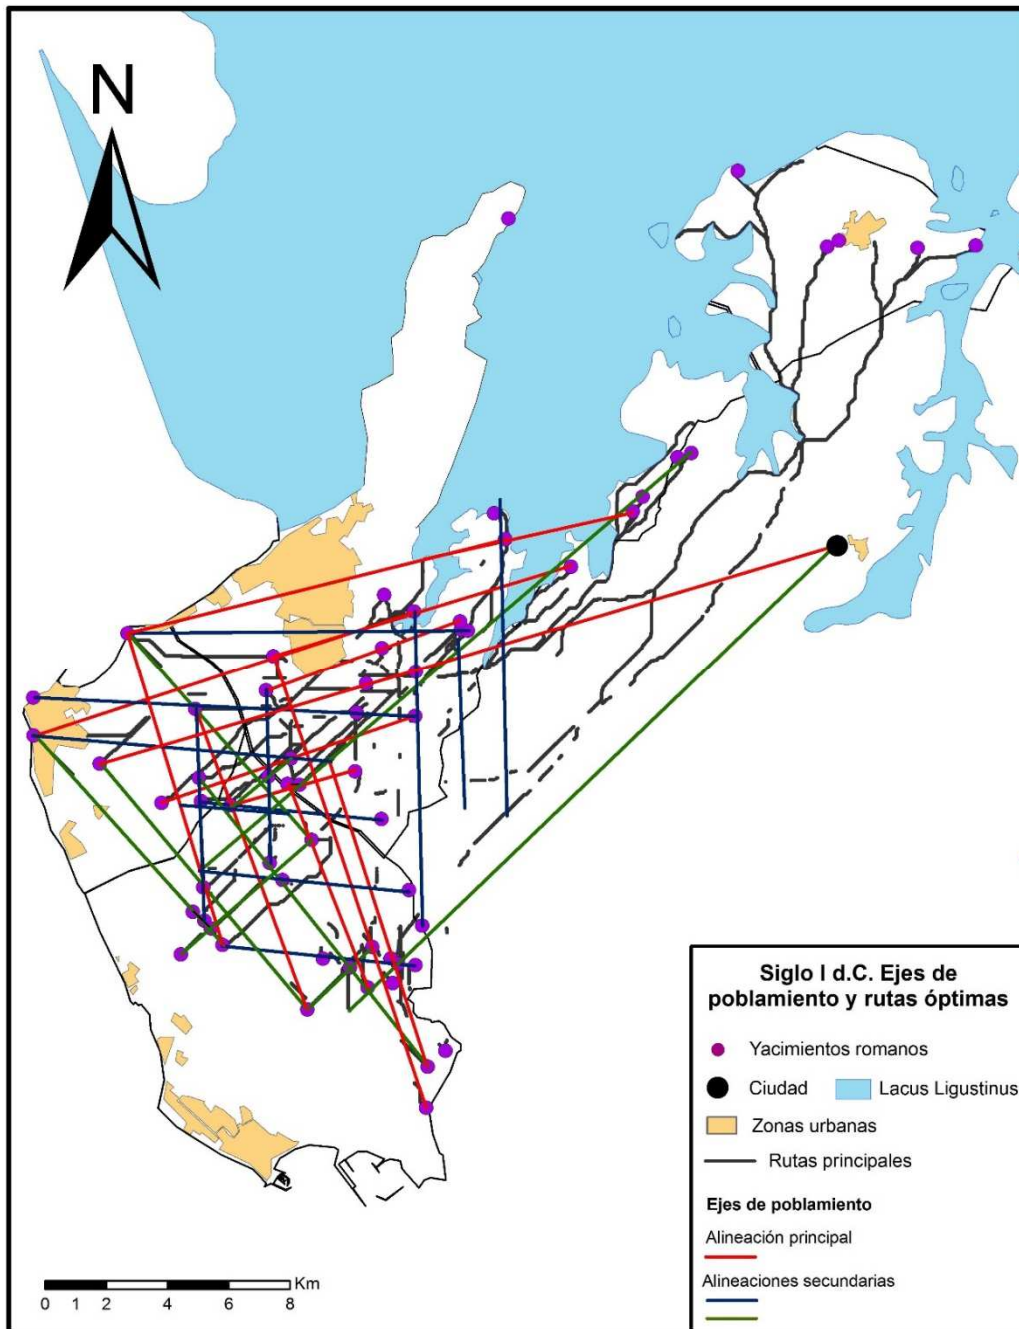 N
Siglo I d.C. Ejes de
poblamiento y rutas óptimas
Yacimientos romanos
Ciudad
Lacus Ligustinus
Zonas urbanas
Rutas principales
Ejes de poblamiento
Alineación principal
Alineaciones secundarias
Km
0 1 2 4 6 8